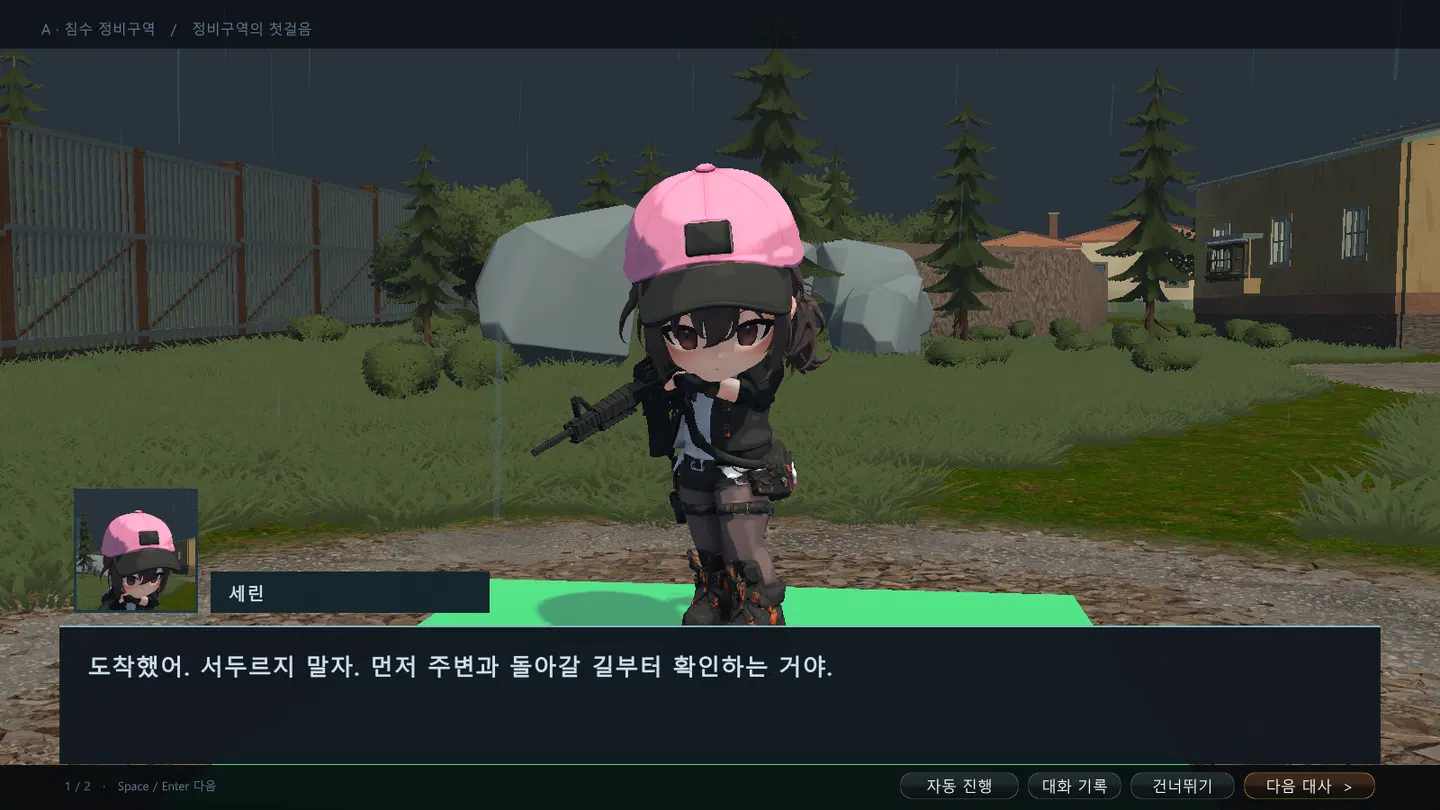 A · 침수 정비구역 / 정비구역의 첫걸음
세린
도착했어. 서두르지 말자. 먼저 주변과 돌아갈 길부터 확인하는 거야.
1 / 2 · Space / Enter 다음
자동 진행
대화 기록
건너뛰기
다음 대사 >